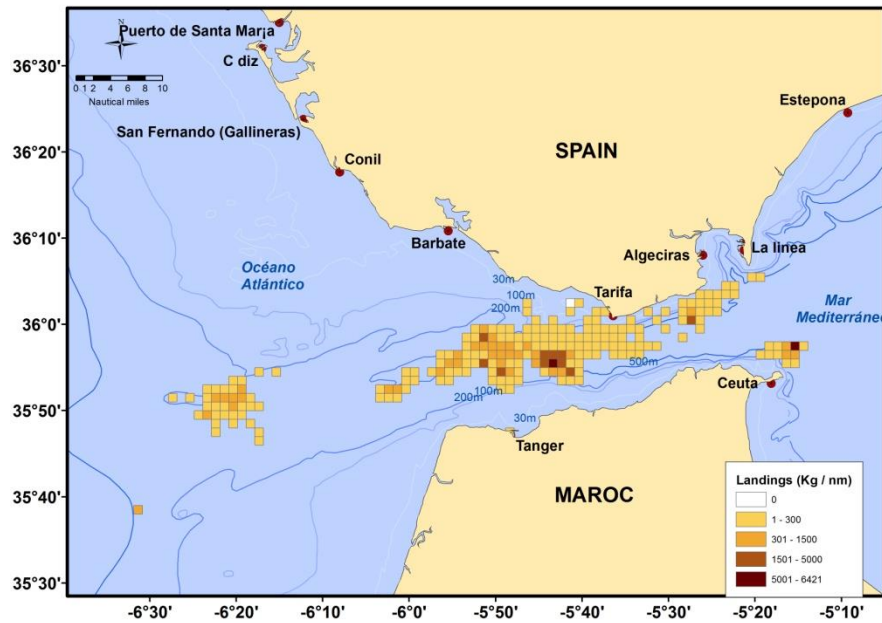 N
Puerto de Santa Mar¡a
C diz
0 1 2 4 6 8 10
Nautical miles
San Fernando (Gallineras)
Conil
Barbate
SPAIN
Estepona
Algeciras
La linea
Tarifa
Océano
Atlántico
Mar
Mediterráneo
30m
100m
200m
500m
100m
200m
30m
Ceuta
Tanger
MAROC
Landings (Kg / nm)
0
1 - 300
301 - 1500
1501 - 5000
5001 - 6421
36°30'
36°20'
36°10'
36°0'
35°50'
35°40'
35°30'
-6°30'
-6°20'
-6°10'
-6°0'
-5°50'
-5°40'
-5°30'
-5°20'
-5°10'